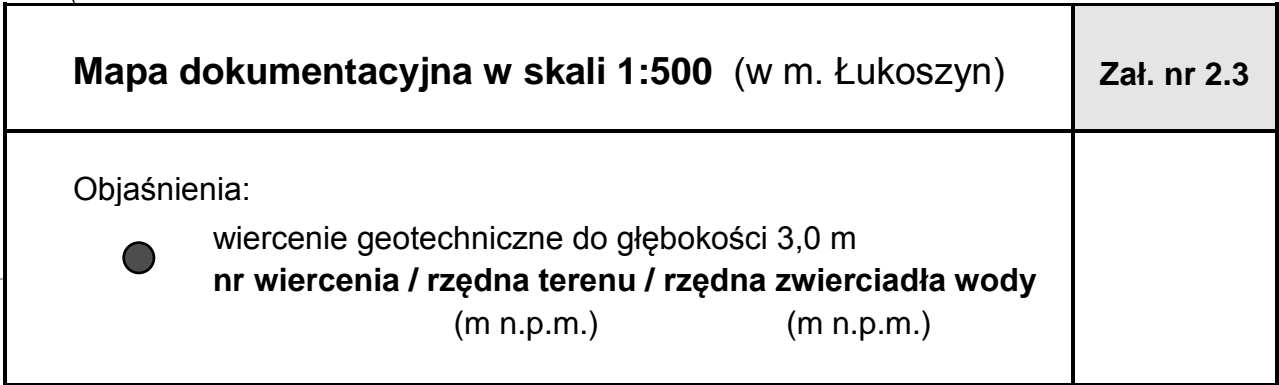 Mapa dokumentacyjna w skali 1:500 (w m. Łukoszyn)
Zał. nr 2.3
Objaśnienia:
wiercenie geotechniczne do głębokości 3,0 m
nr wiercenia / rzędna terenu / rzędna zwierciadła wody
(m n.p.m.) (m n.p.m.)